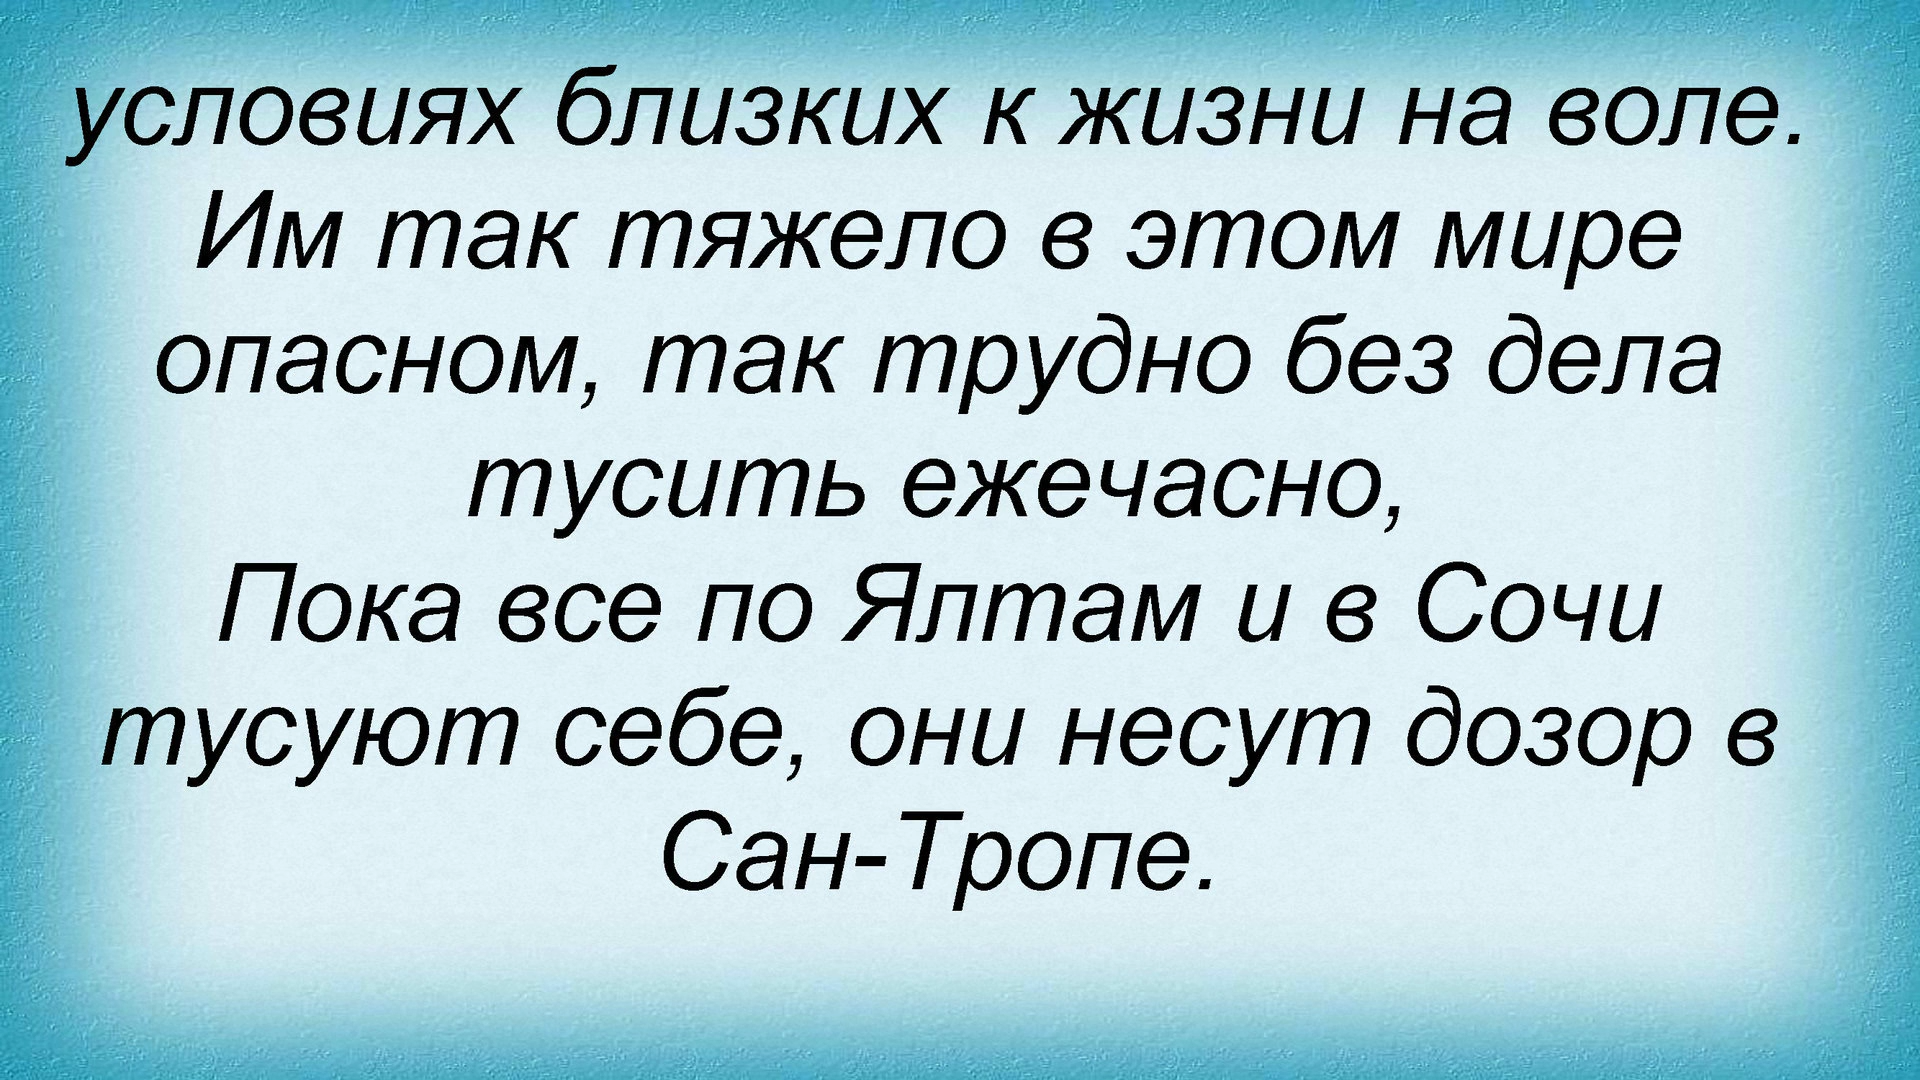 условиях близких к жизни на воле.
Им так тяжело в этом мире
опасном, так трудно без дела
тусить ежечасно,
Пока все по Ялтам и в Сочи
тусуют себе, они несут дозор в
Сан-Тропе.